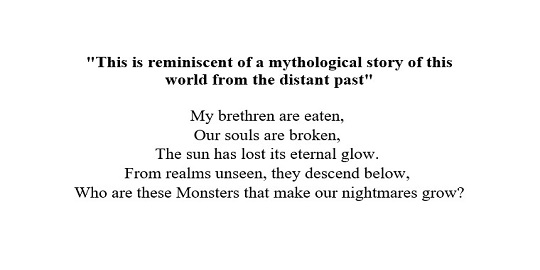 "This is reminiscent of a mythological story of this
world from the distant past"
My brethren are eaten,
Our souls are broken,
The sun has lost its eternal glow.
From realms unseen, they descend below,
Who are these Monsters that make our nightmares grow?